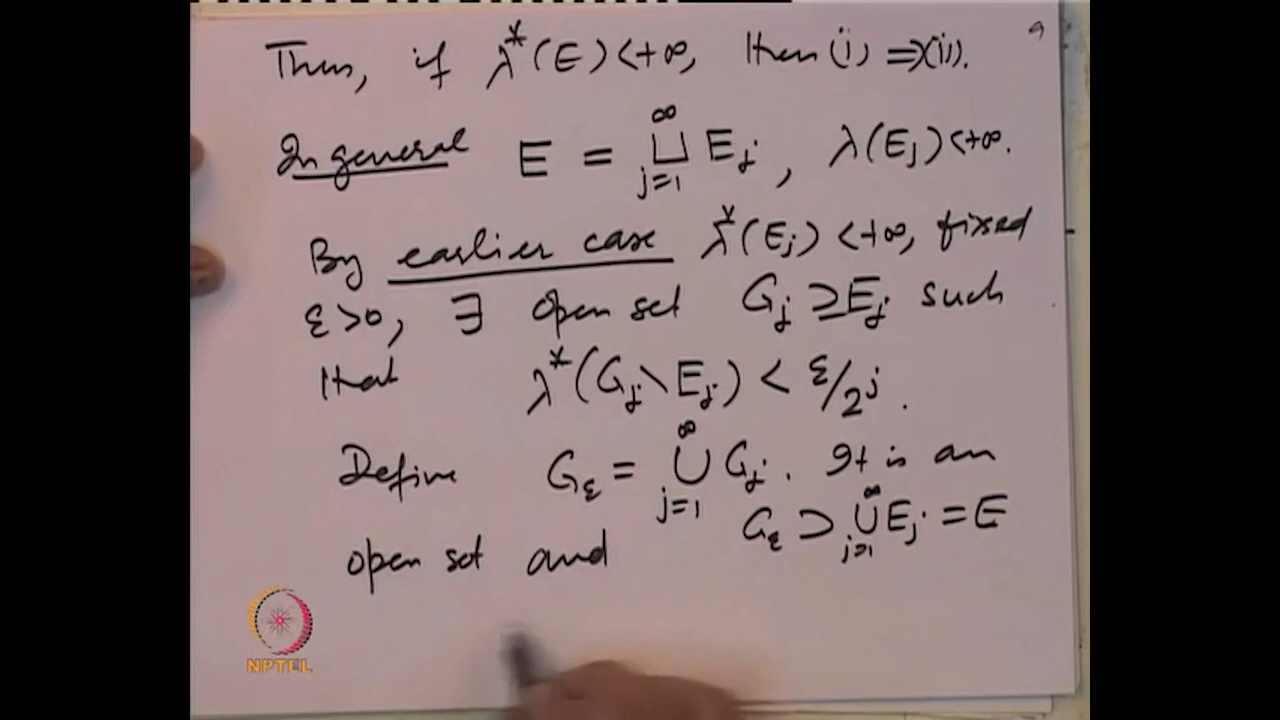 Then, if λ*(E) < +∞, then (i) ⇒ (ii).
In general E = ⊔_{j=1}^{∞} E_j, λ(E_j) < +∞.
By earlier case λ*(E_j) < +∞, fixed
ε > 0, ∃ open set G_j ⊇ E_j such
that λ*(G_j \ E_j) < ε/2^j.
Define G_ε = ⋃_{j=1}^{∞} G_j. It is an
open set and G_ε ⊃ ⋃_{j=1}^{∞} E_j = E
NPTEL